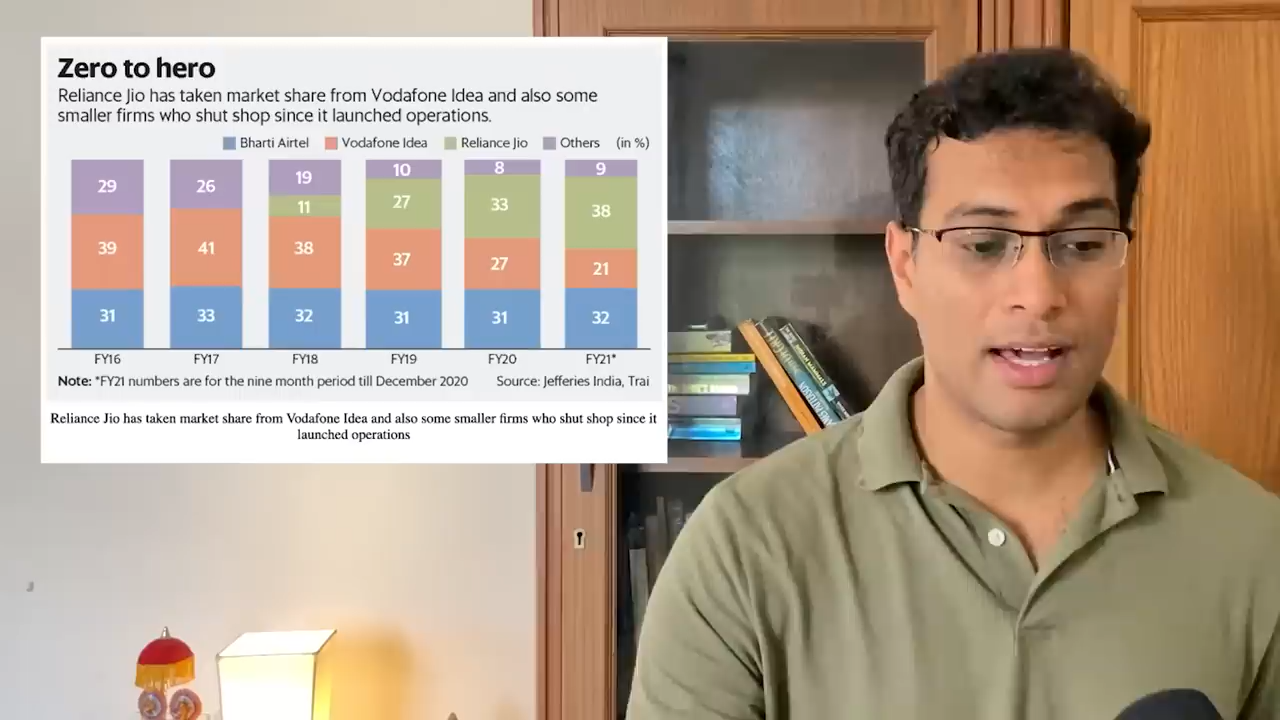 Zero to hero
Reliance Jio has taken market share from Vodafone Idea and also some
smaller firms who shut shop since it launched operations.
Bharti Airtel Vodafone Idea Reliance Jio Others (in %)
29 26 19 10 8 9
11 27 33 38
39 41 38 37 27 21
31 33 32 31 31 32
FY16 FY17 FY18 FY19 FY20 FY21*
Note: *FY21 numbers are for the nine month period till December 2020 Source: Jefferies India, Trai
Reliance Jio has taken market share from Vodafone Idea and also some smaller firms who shut shop since it
launched operations